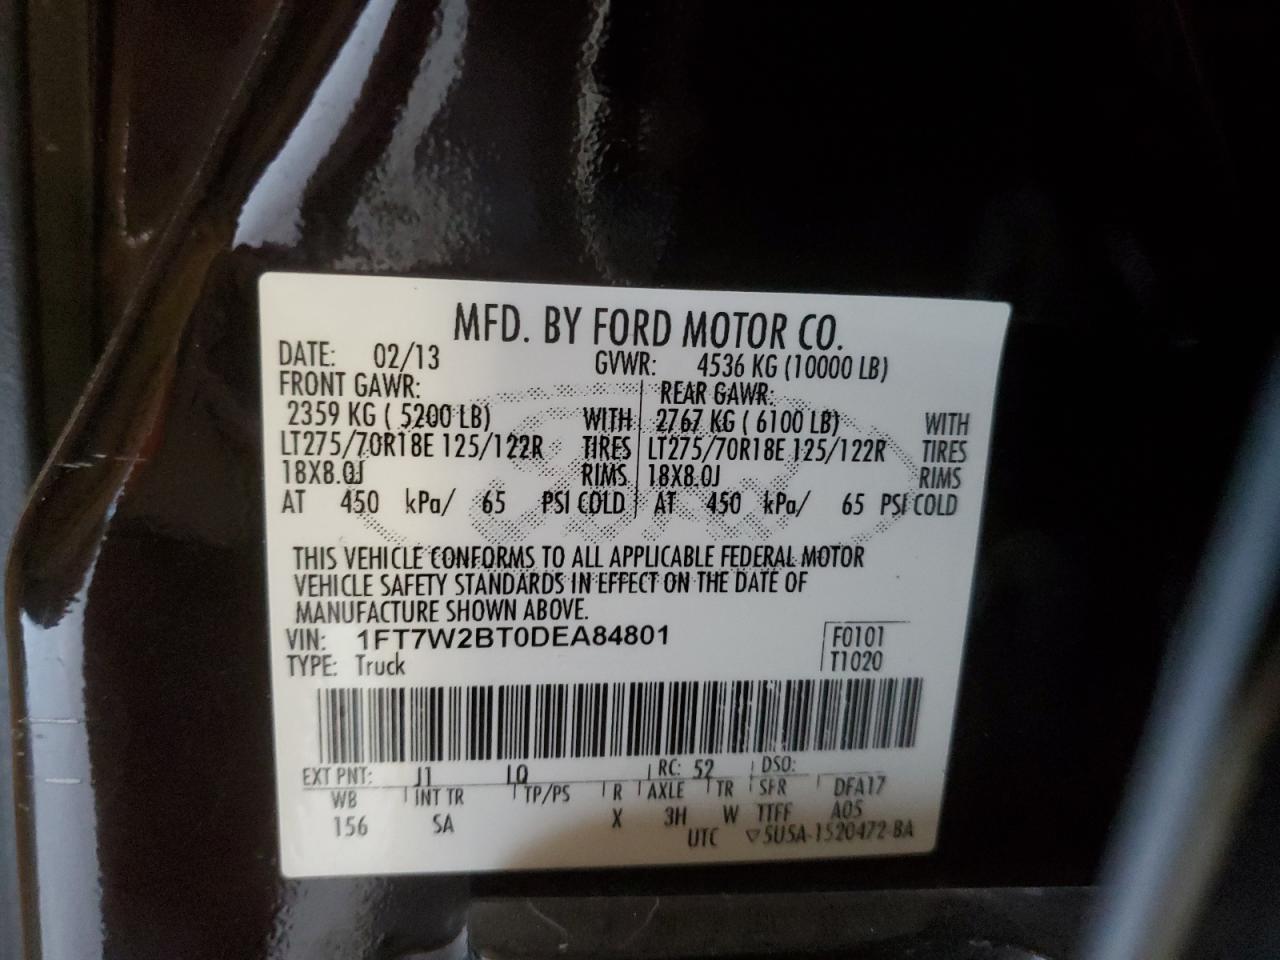 MFD. BY FORD MOTOR CO.
DATE: 02/13 GVWR: 4536 KG (10000 LB)
FRONT GAWR: REAR GAWR:
2359 KG ( 5200 LB) WITH 2767 KG ( 6100 LB) WITH
LT275/70R18E 125/122R TIRES LT275/70R18E 125/122R TIRES
18X8.0J RIMS 18X8.0J RIMS
AT 450 kPa/ 65 PSI COLD AT 450 kPa/ 65 PSI COLD
THIS VEHICLE CONFORMS TO ALL APPLICABLE FEDERAL MOTOR
VEHICLE SAFETY STANDARDS IN EFFECT ON THE DATE OF
MANUFACTURE SHOWN ABOVE.
VIN: 1FT7W2BT0DEA84801 F0101
TYPE: Truck T1020
EXT PNT: J1 LQ RC: 52 DSO:
WB INT TR TP/PS R AXLE TR SPR DFA17
156 SA X 3H W TTFF A05
UTC ▽5U5A-1520472-BA